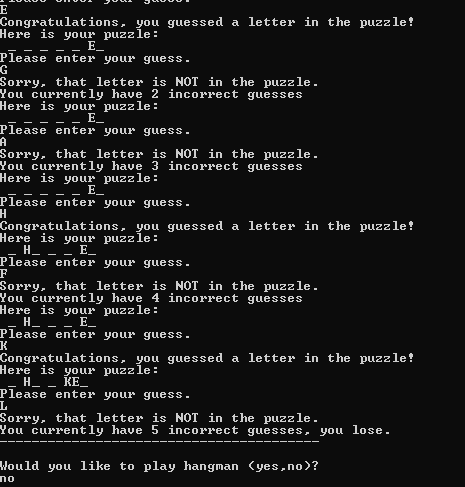 E
Congratulations, you guessed a letter in the puzzle!
Here is your puzzle:
_ _ _ _ _ E_
Please enter your guess.
G
Sorry, that letter is NOT in the puzzle.
You currently have 2 incorrect guesses
Here is your puzzle:
_ _ _ _ _ E_
Please enter your guess.
A
Sorry, that letter is NOT in the puzzle.
You currently have 3 incorrect guesses
Here is your puzzle:
_ _ _ _ _ E_
Please enter your guess.
H
Congratulations, you guessed a letter in the puzzle!
Here is your puzzle:
_ H_ _ _ E_
Please enter your guess.
F
Sorry, that letter is NOT in the puzzle.
You currently have 4 incorrect guesses
Here is your puzzle:
_ H_ _ _ E_
Please enter your guess.
K
Congratulations, you guessed a letter in the puzzle!
Here is your puzzle:
_ H_ _ KE_
Please enter your guess.
L
Sorry, that letter is NOT in the puzzle.
You currently have 5 incorrect guesses, you lose.
----------------------------------------
Would you like to play hangman (yes,no)?
no